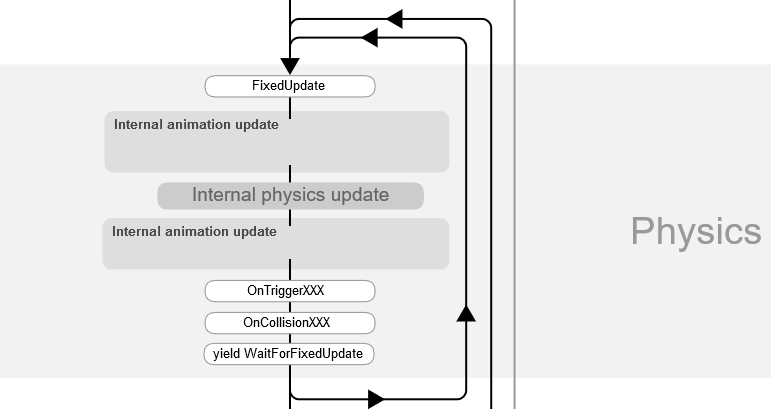 FixedUpdate
Internal animation update
Internal physics update
Internal animation update
Physics
OnTriggerXXX
OnCollisionXXX
yield WaitForFixedUpdate